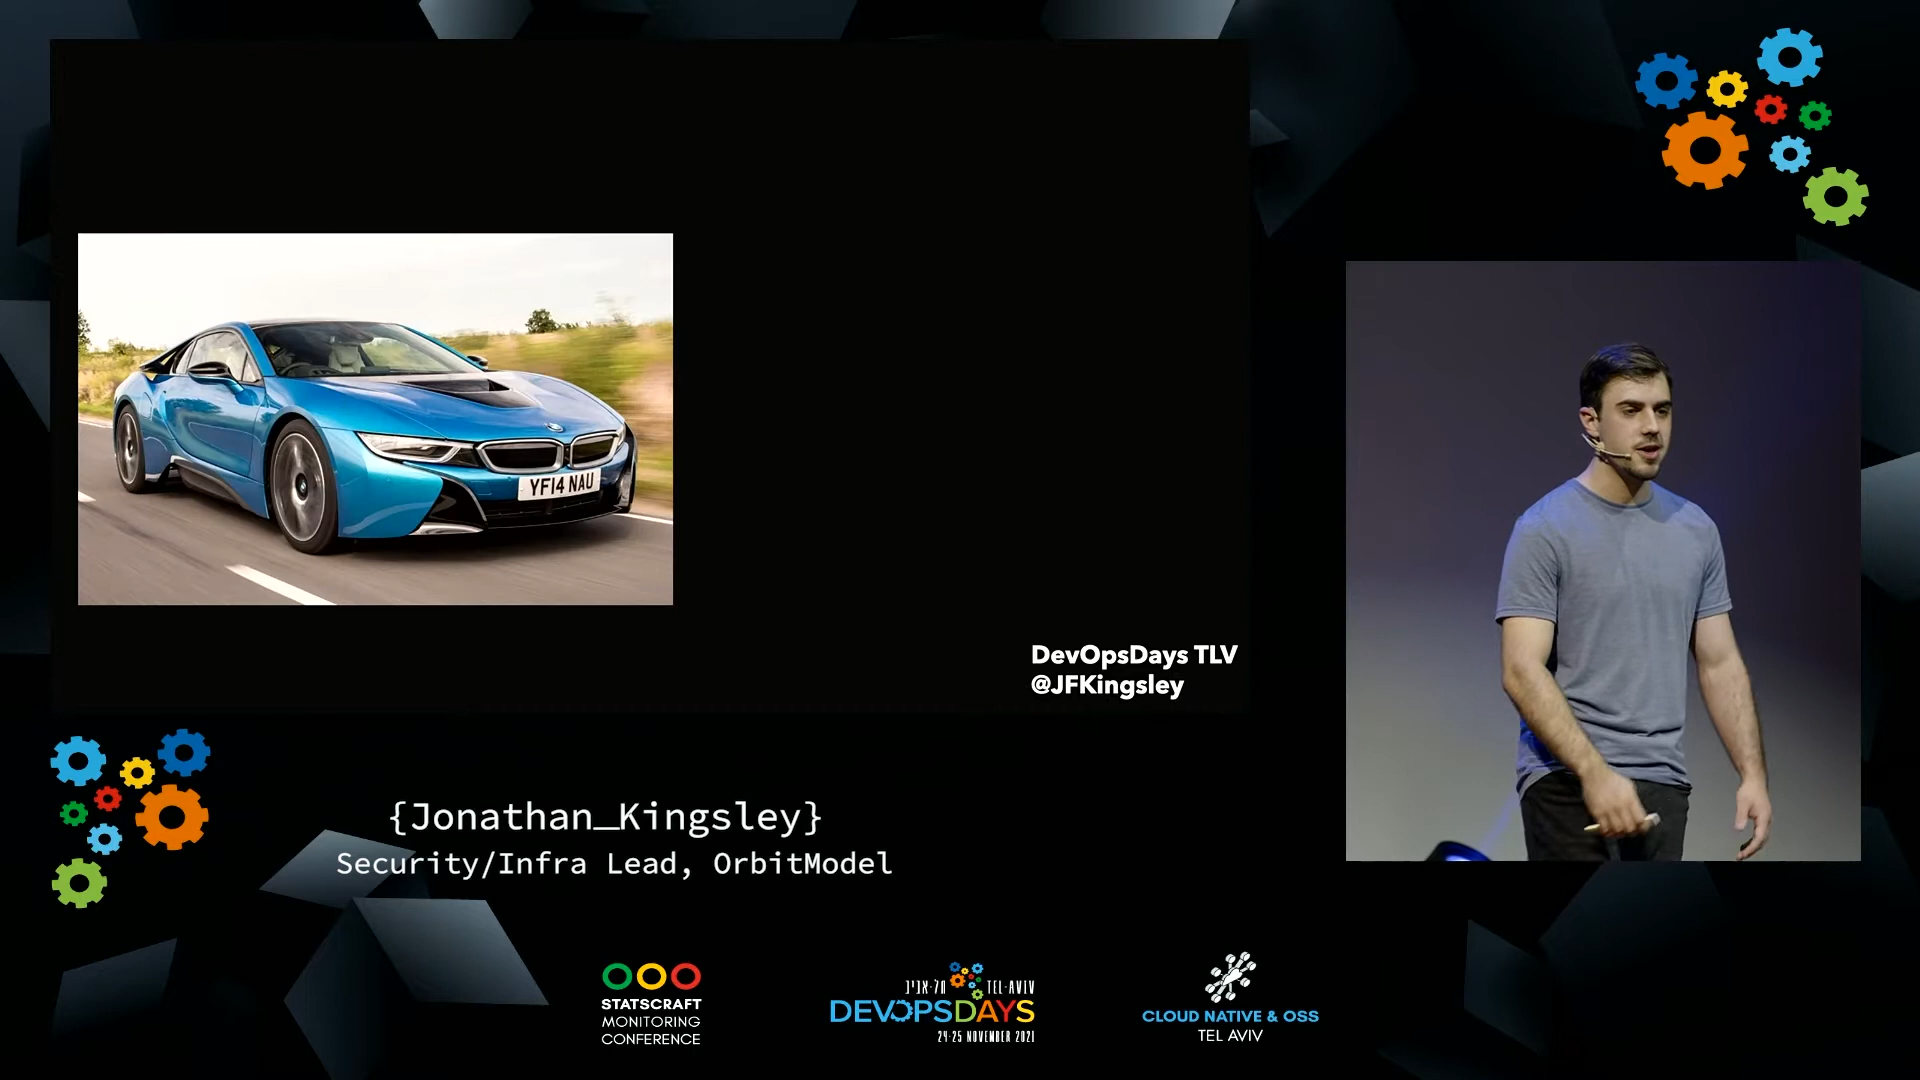 YF14 NAU
DevOpsDays TLV
@JFKingsley
{Jonathan_Kingsley}
Security/Infra Lead, OrbitModel
STATSCRAFT
MONITORING
CONFERENCE
תל-אביב TEL-AVIV
DEVOPSDAYS
24-25 NOVEMBER 2021
CLOUD NATIVE & OSS
TEL AVIV